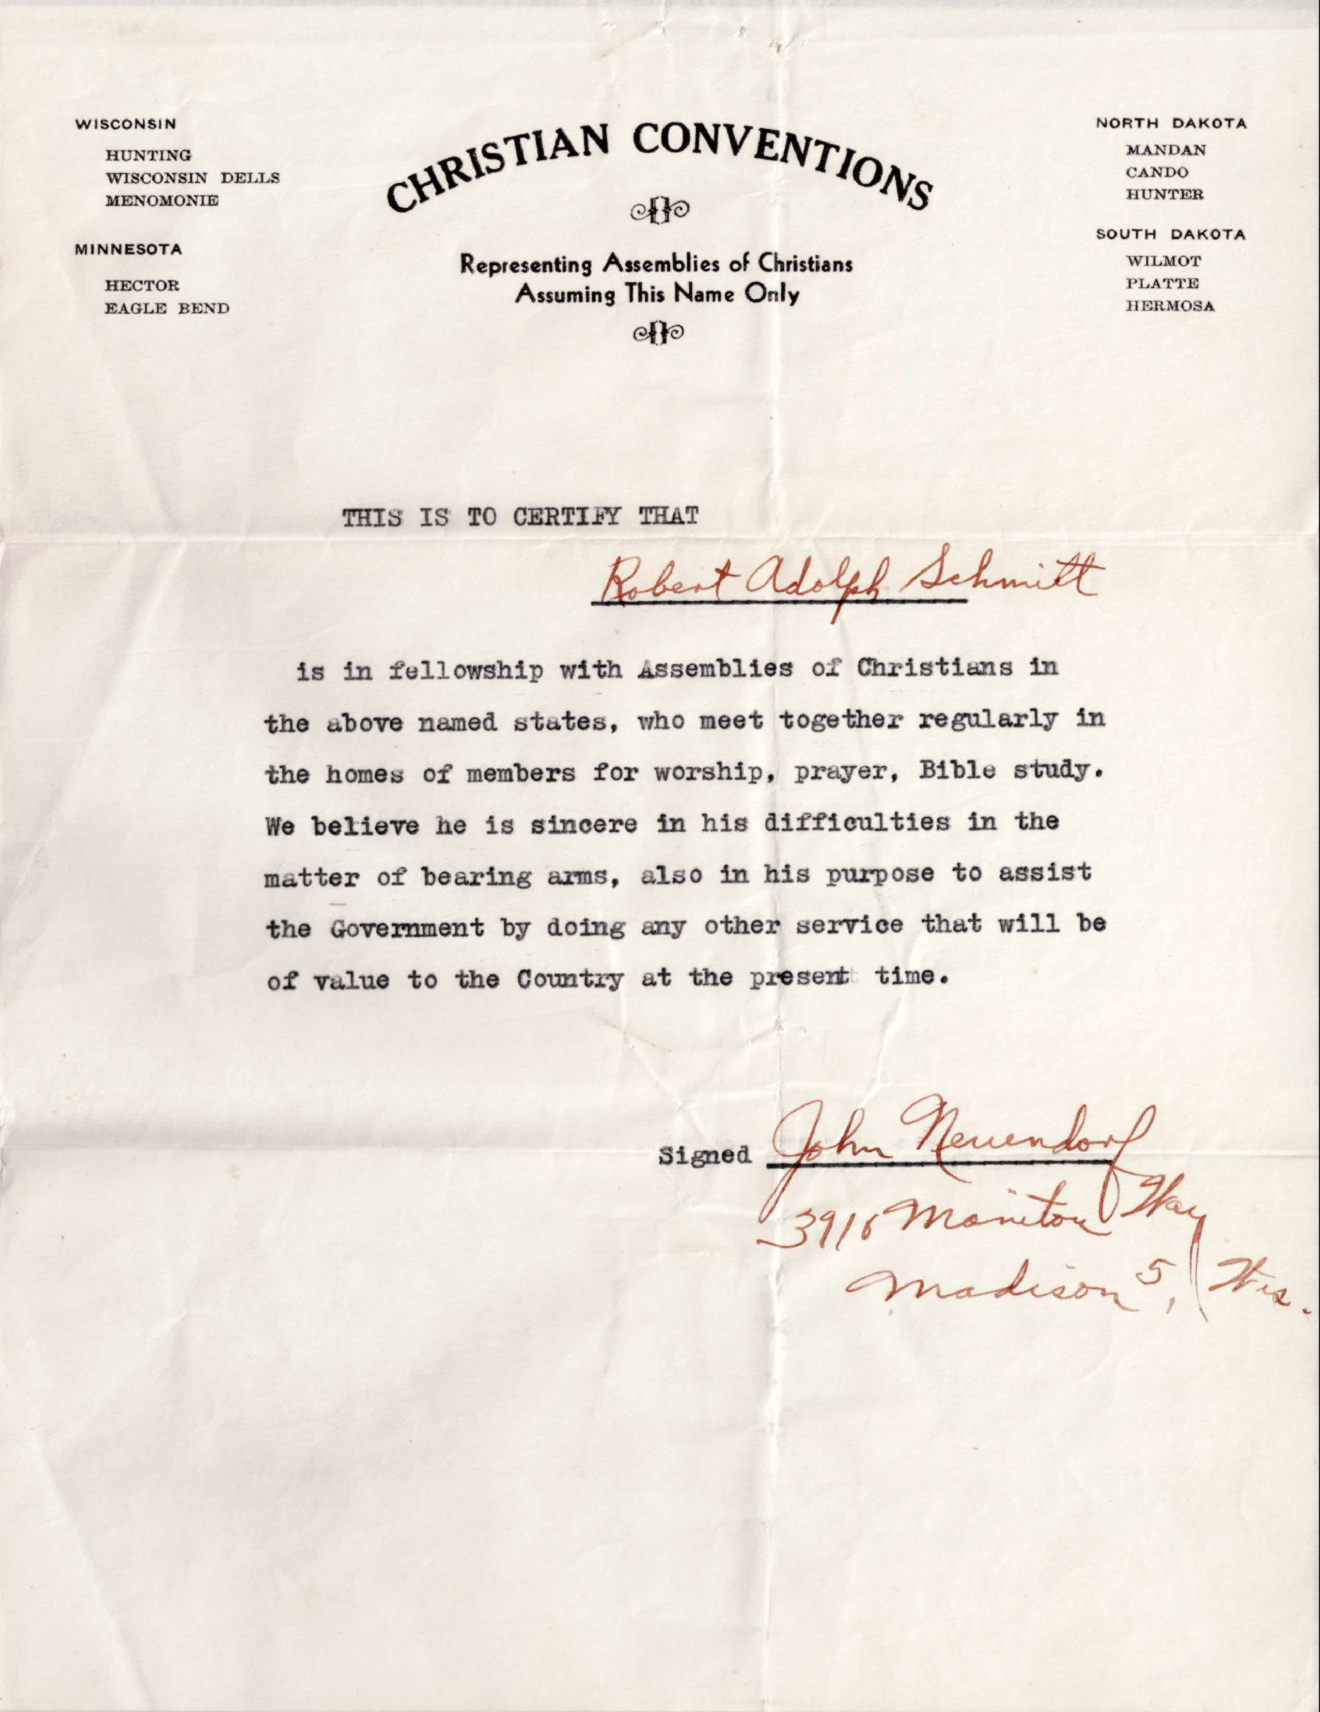 WISCONSIN
HUNTING
WISCONSIN DELLS
MENOMONIE
MINNESOTA
HECTOR
EAGLE BEND
CHRISTIAN CONVENTIONS
Representing Assemblies of Christians
Assuming This Name Only
NORTH DAKOTA
MANDAN
CANDO
HUNTER
SOUTH DAKOTA
WILMOT
PLATTE
HERMOSA
THIS IS TO CERTIFY THAT
Robert Adolph Schmitt
is in fellowship with Assemblies of Christians in
the above named states, who meet together regularly in
the homes of members for worship, prayer, Bible study.
We believe he is sincere in his difficulties in the
matter of bearing arms, also in his purpose to assist
the Government by doing any other service that will be
of value to the Country at the present time.
Signed John Neuendorf
3916 Monitou Way
Madison 5, Wis.